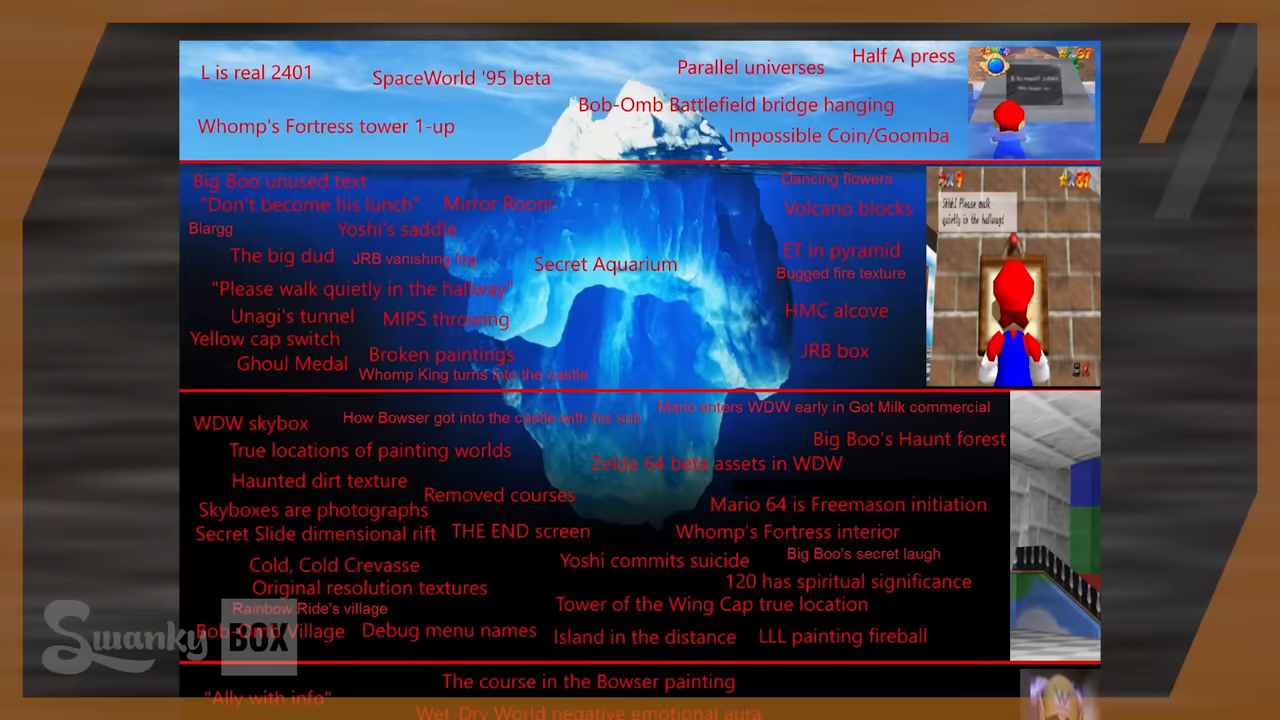 L is real 2401
SpaceWorld '95 beta
Parallel universes
Half A press
Bob-Omb Battlefield bridge hanging
Whomp's Fortress tower 1-up
Impossible Coin/Goomba
Big Boo unused text
Dancing flowers
"Don't become his lunch"
Mirror Room
Volcano blocks
Shhh! Please walk
quietly in the hallway!
Blargg
Yoshi's saddle
The big dud
JRB vanishing fog
Secret Aquarium
ET in pyramid
Bugged fire texture
"Please walk quietly in the hallway"
Unagi's tunnel
MIPS throwing
HMC alcove
Yellow cap switch
Ghoul Medal
Broken paintings
JRB box
Whomp King turns into the castle
WDW skybox
How Bowser got into the castle with his sub
Mario enters WDW early in Got Milk commercial
Big Boo's Haunt forest
True locations of painting worlds
Zelda 64 beta assets in WDW
Haunted dirt texture
Removed courses
Skyboxes are photographs
Mario 64 is Freemason initiation
Secret Slide dimensional rift
THE END screen
Whomp's Fortress interior
Yoshi commits suicide
Big Boo's secret laugh
Cold, Cold Crevasse
120 has spiritual significance
Original resolution textures
Rainbow Ride's village
Tower of the Wing Cap true location
Bob-Omb Village
Debug menu names
Island in the distance
LLL painting fireball
Swanky BOX
The course in the Bowser painting
"Ally with info"
Wet-Dry World negative emotional aura